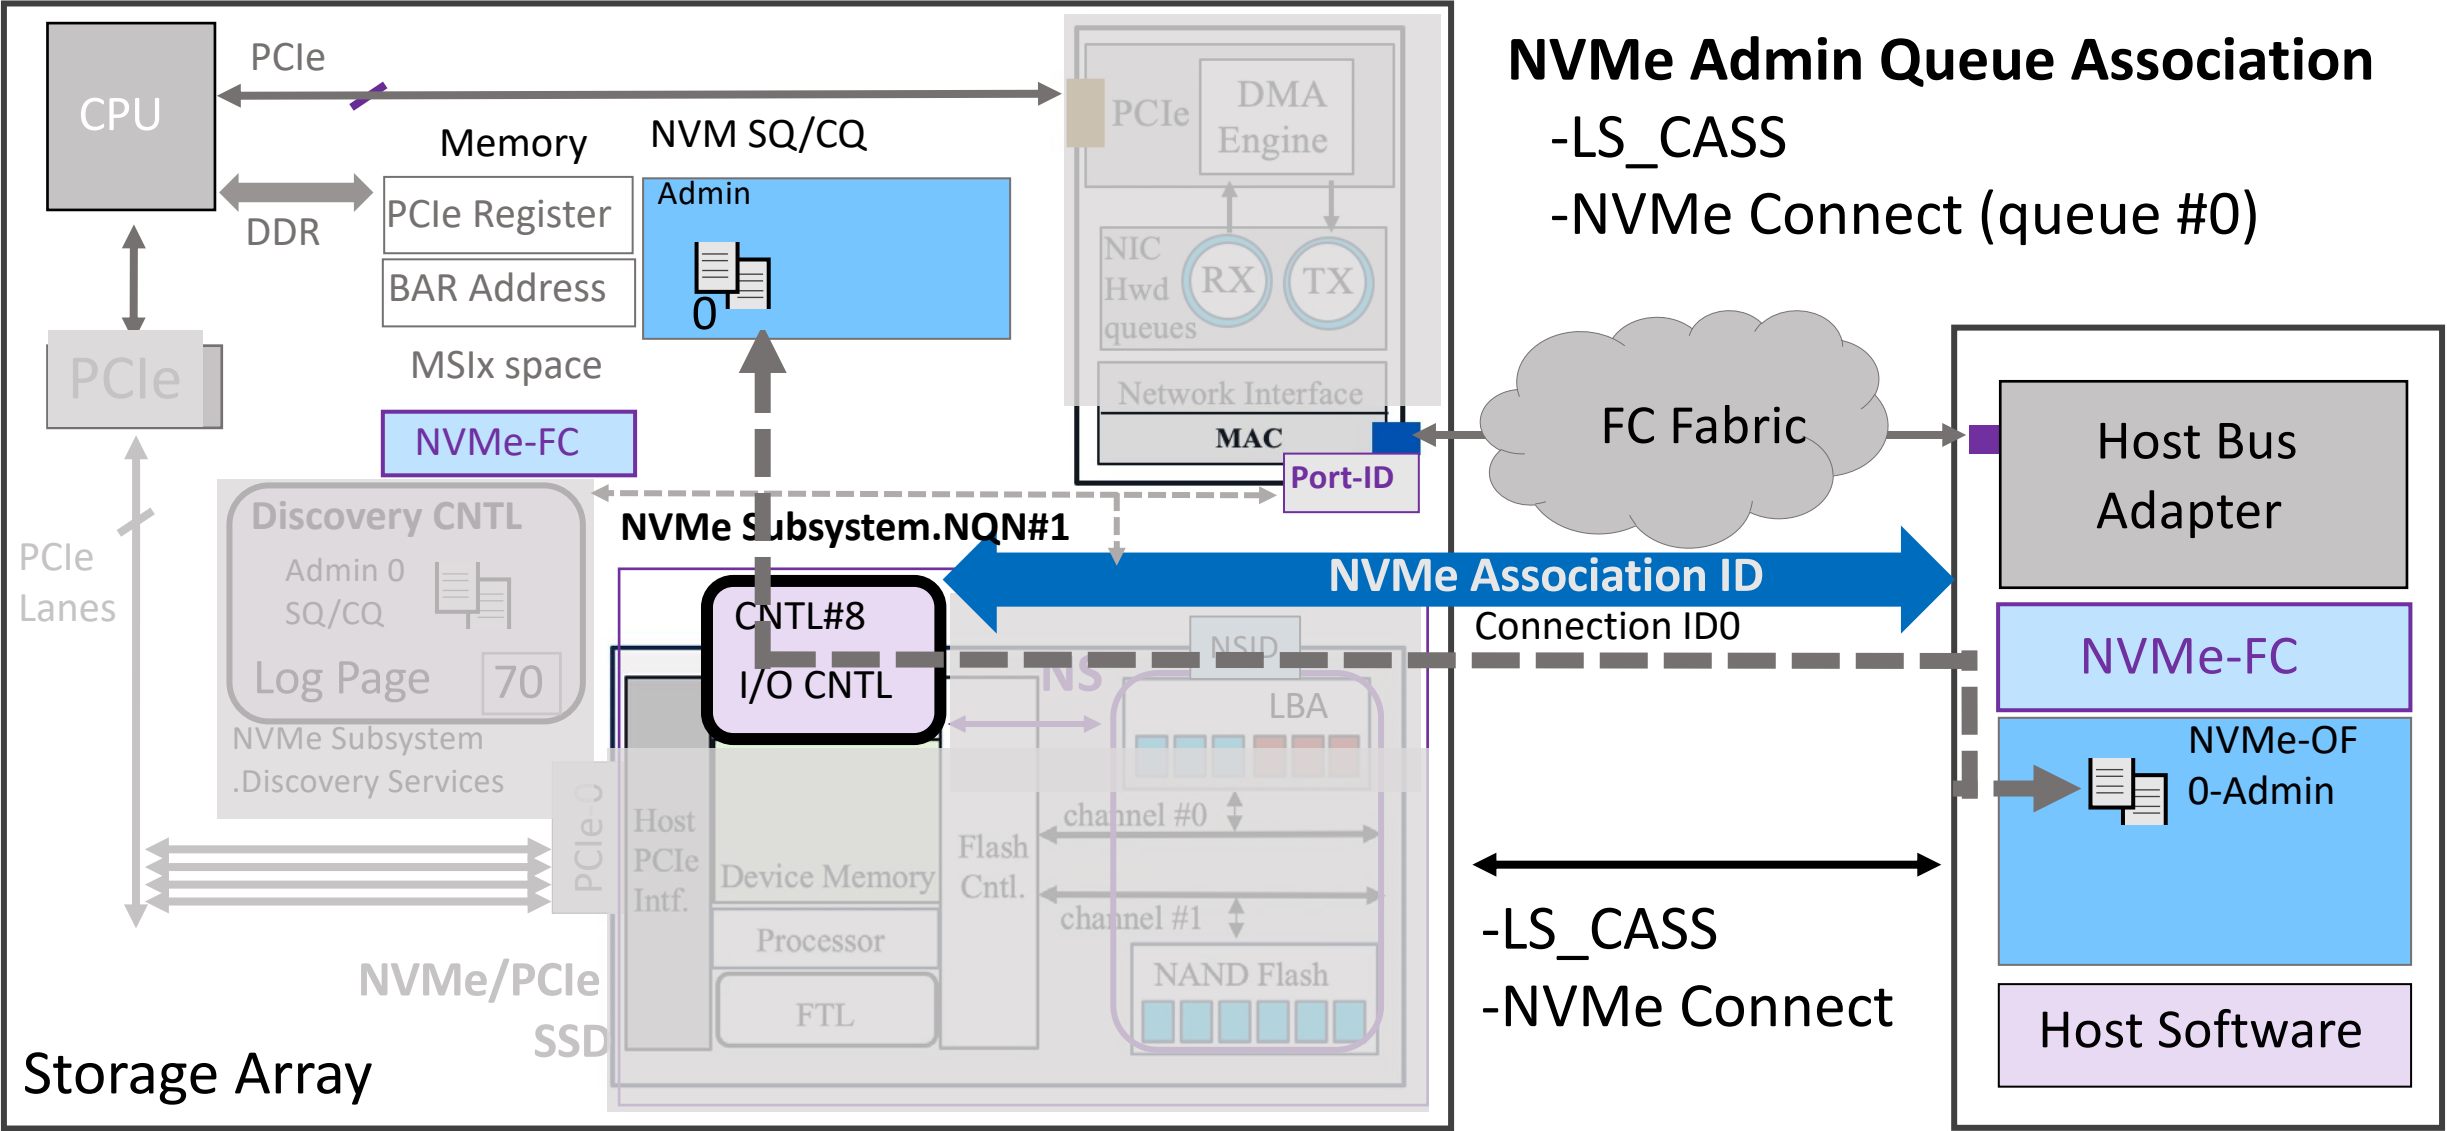 NVMe Admin Queue Association
-LS_CASS
-NVMe Connect (queue #0)
CPU
PCIe
DDR
Memory
PCIe Register
BAR Address
MSIx space
NVMe-FC
NVM SQ/CQ
Admin
0
PCIe
DMA
Engine
NIC
Hwd
queues
RX
TX
Network Interface
MAC
Port-ID
FC Fabric
Host Bus
Adapter
PCIe
PCIe
Lanes
Discovery CNTL
Admin 0
SQ/CQ
Log Page
70
NVMe Subsystem
.Discovery Services
NVMe Subsystem.NQN#1
NVMe Association ID
Connection ID0
CNTL#8
I/O CNTL
NS
NSID
LBA
NVMe-FC
NVMe-OF
0-Admin
PCIe-0
Host
PCIe
Intf.
Device Memory
Processor
FTL
Flash
Cntl.
channel #0
channel #1
NAND Flash
NVMe/PCIe
SSD
-LS_CASS
-NVMe Connect
Host Software
Storage Array